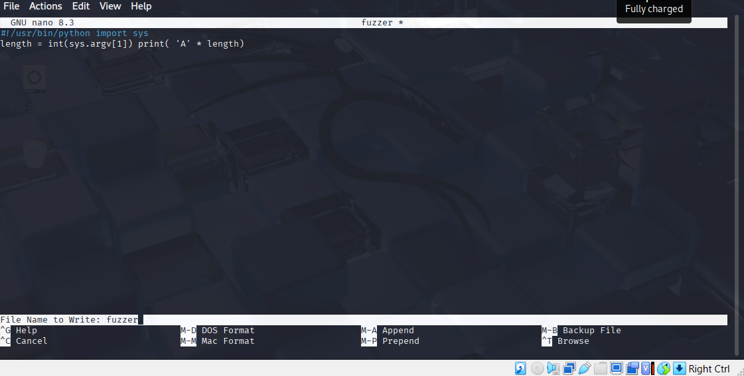 File Actions Edit View Help
Fully charged
GNU nano 8.3 fuzzer *
#!/usr/bin/python import sys
length = int(sys.argv[1]) print( 'A' * length)
File Name to Write: fuzzer
^G Help M-D DOS Format M-A Append M-B Backup File
^C Cancel M-M Mac Format M-P Prepend ^T Browse
Right Ctrl